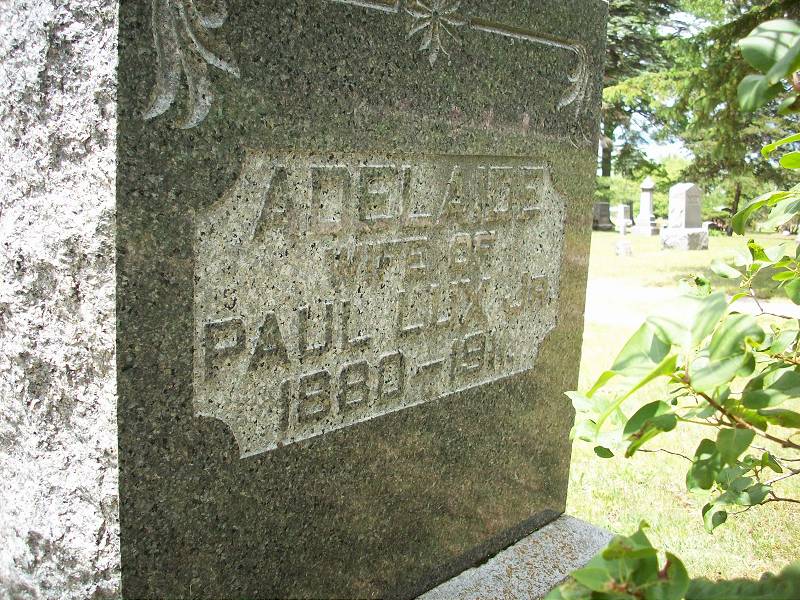 ADELAIDE
WIFE OF
PAUL LUX JR.
1880-